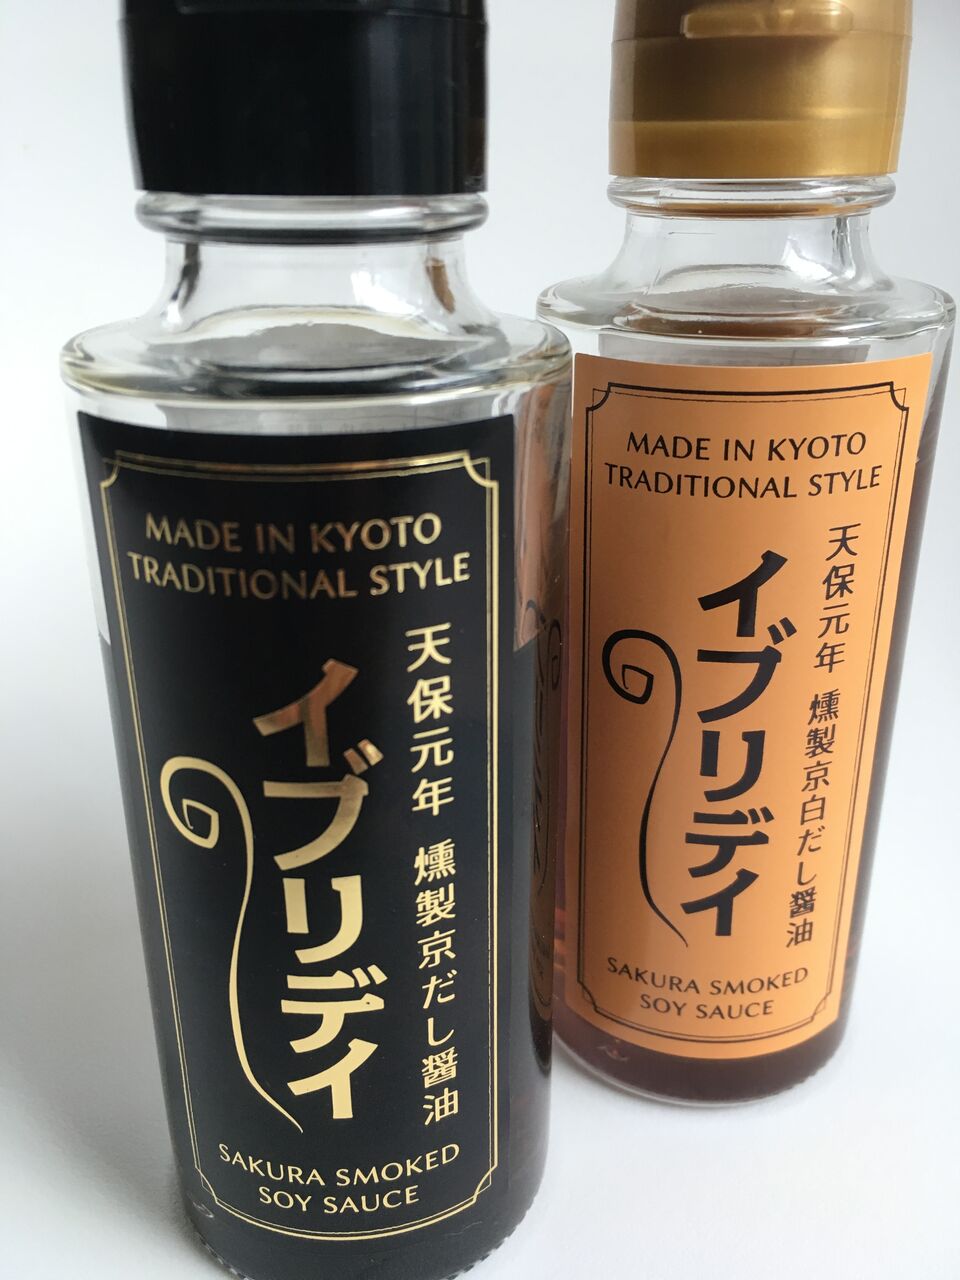 MADE IN KYOTO
TRADITIONAL STYLE
天保元年 燻製京だし醤油
イブリディ
SAKURA SMOKED
SOY SAUCE
MADE IN KYOTO
TRADITIONAL STYLE
天保元年 燻製京白だし醤油
イブリディ
SAKURA SMOKED
SOY SAUCE